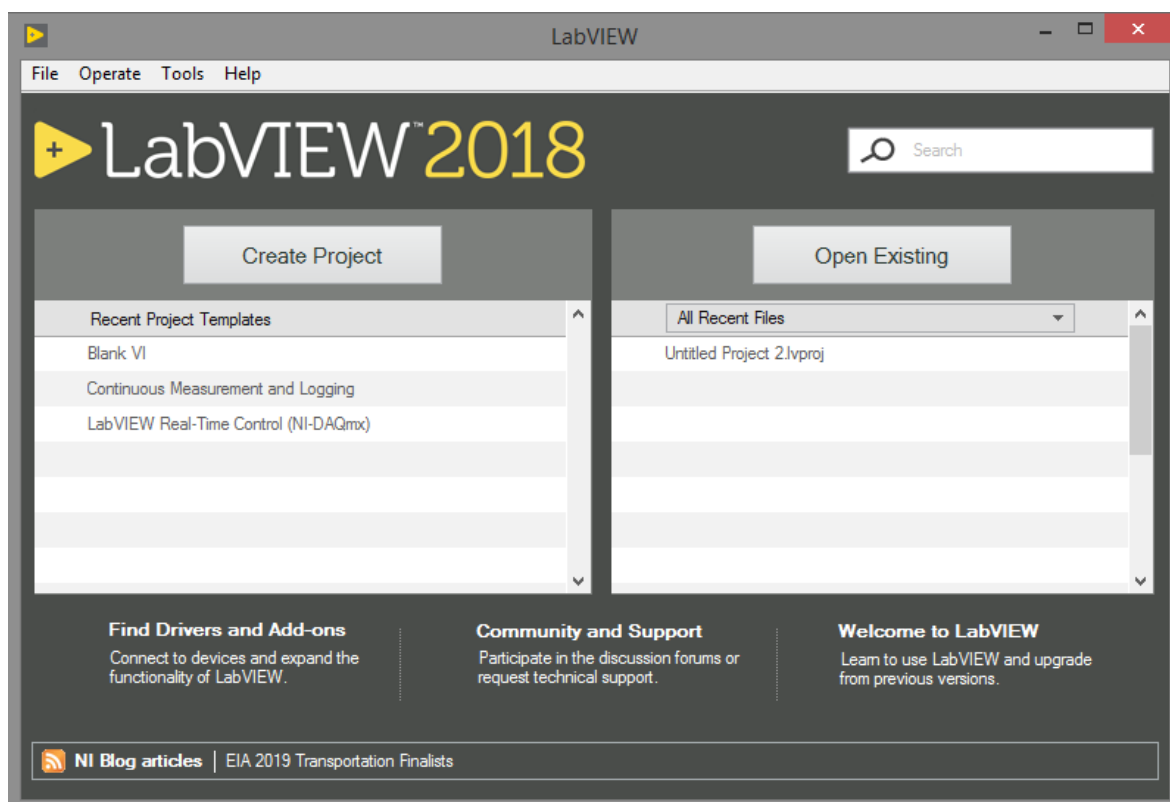 LabVIEW
File Operate Tools Help
LabVIEW™ 2018
Search
Create Project
Open Existing
Recent Project Templates
Blank VI
Continuous Measurement and Logging
LabVIEW Real-Time Control (NI-DAQmx)
All Recent Files
Untitled Project 2.lvproj
Find Drivers and Add-ons
Connect to devices and expand the
functionality of LabVIEW.
Community and Support
Participate in the discussion forums or
request technical support.
Welcome to LabVIEW
Learn to use LabVIEW and upgrade
from previous versions.
NI Blog articles | EIA 2019 Transportation Finalists